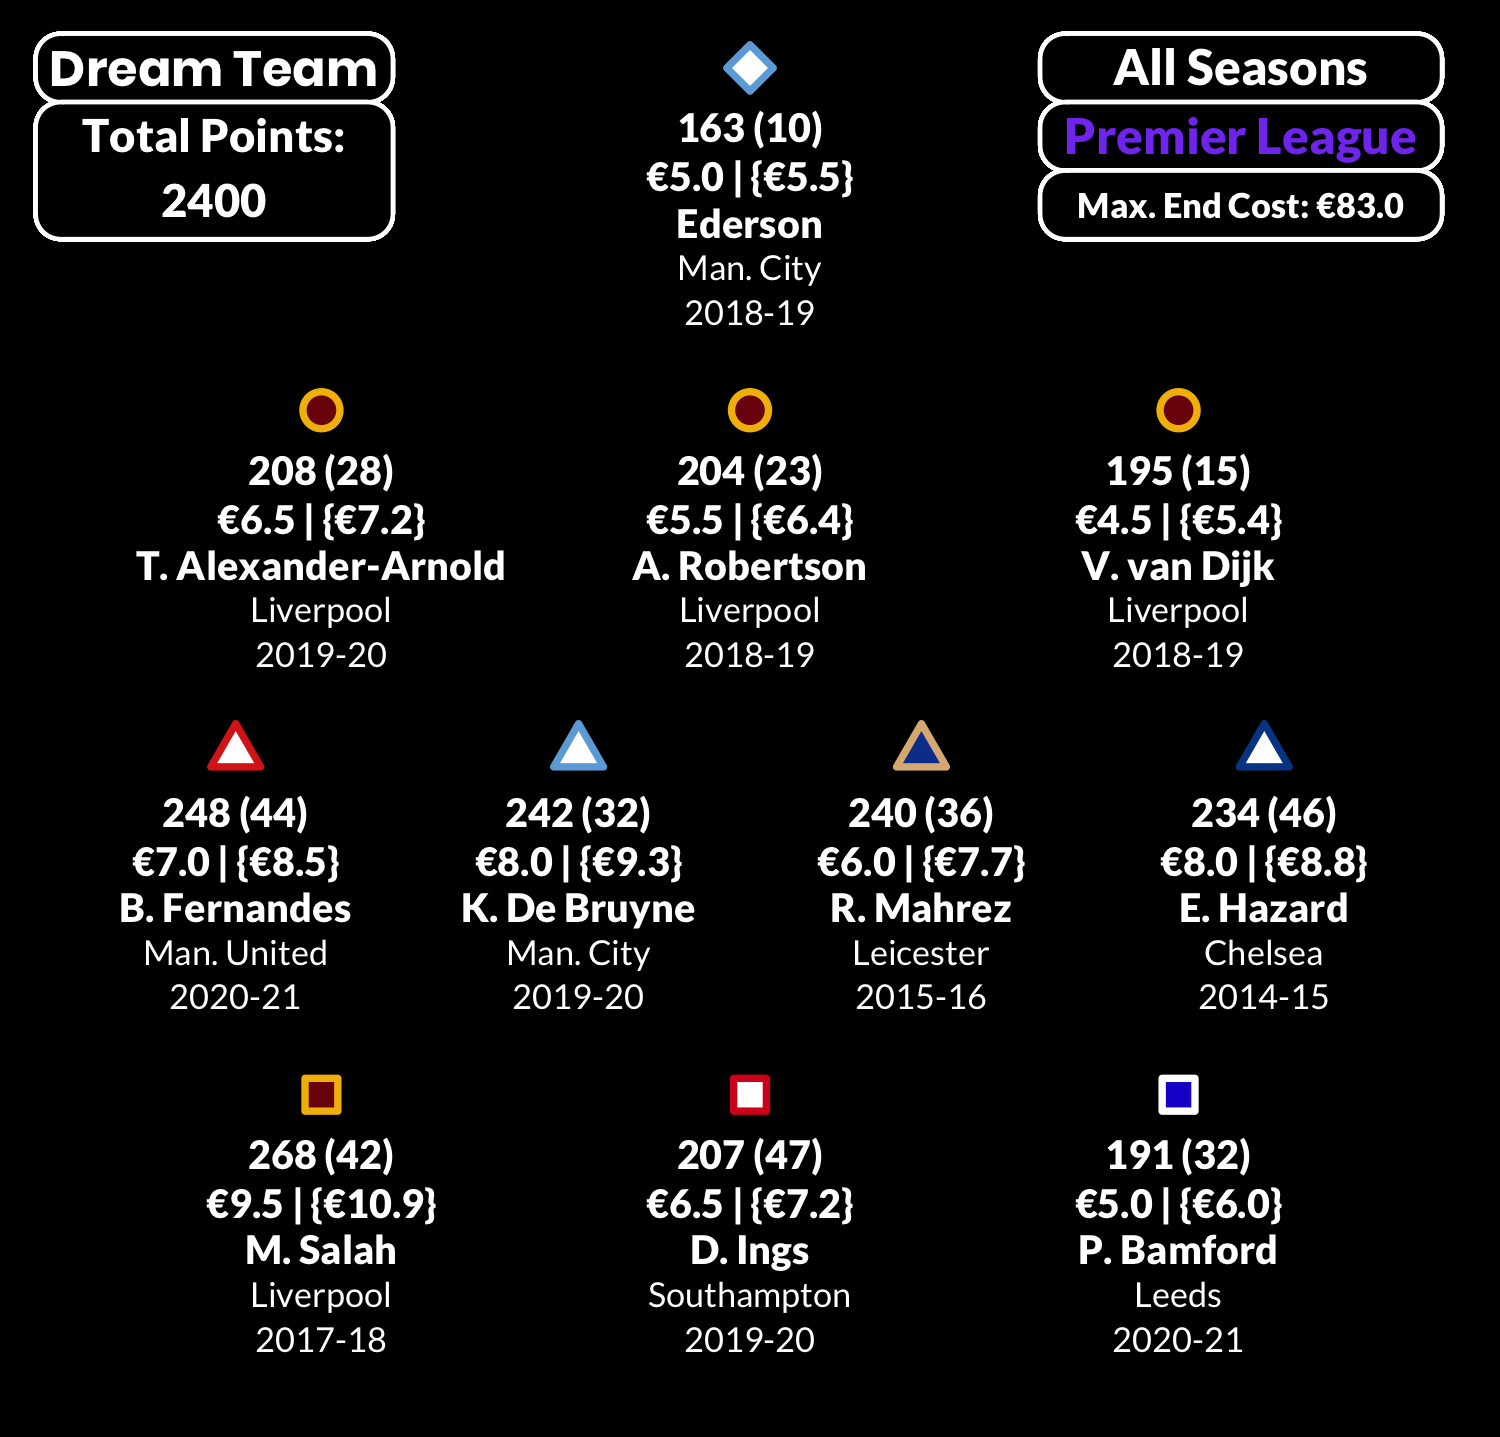 Dream Team
Total Points:
2400
All Seasons
Premier League
Max. End Cost: €83.0
163 (10)
€5.0 | {€5.5}
Ederson
Man. City
2018-19
208 (28)
€6.5 | {€7.2}
T. Alexander-Arnold
Liverpool
2019-20
204 (23)
€5.5 | {€6.4}
A. Robertson
Liverpool
2018-19
195 (15)
€4.5 | {€5.4}
V. van Dijk
Liverpool
2018-19
248 (44)
€7.0 | {€8.5}
B. Fernandes
Man. United
2020-21
242 (32)
€8.0 | {€9.3}
K. De Bruyne
Man. City
2019-20
240 (36)
€6.0 | {€7.7}
R. Mahrez
Leicester
2015-16
234 (46)
€8.0 | {€8.8}
E. Hazard
Chelsea
2014-15
268 (42)
€9.5 | {€10.9}
M. Salah
Liverpool
2017-18
207 (47)
€6.5 | {€7.2}
D. Ings
Southampton
2019-20
191 (32)
€5.0 | {€6.0}
P. Bamford
Leeds
2020-21